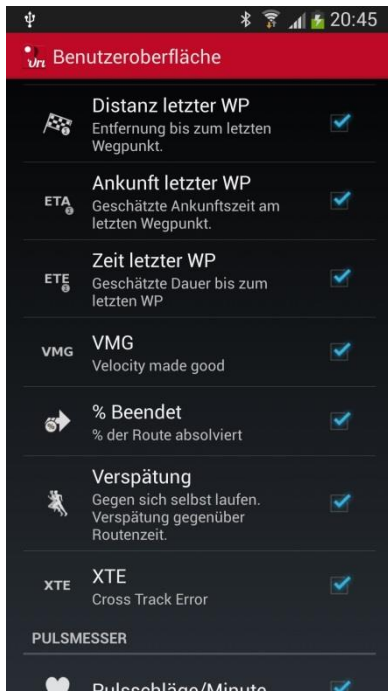 20:45
Benutzeroberfläche
Distanz letzter WP
Entfernung bis zum letzten
Wegpunkt.
ETA
Ankunft letzter WP
Geschätzte Ankunftszeit am
letzten Wegpunkt.
ETE
Zeit letzter WP
Geschätzte Dauer bis zum
letzten WP
VMG
VMG
Velocity made good
% Beendet
% der Route absolviert
Verspätung
Gegen sich selbst laufen.
Verspätung gegenüber
Routenzeit.
XTE
XTE
Cross Track Error
PULSMESSER
Pulsschläge/Minute